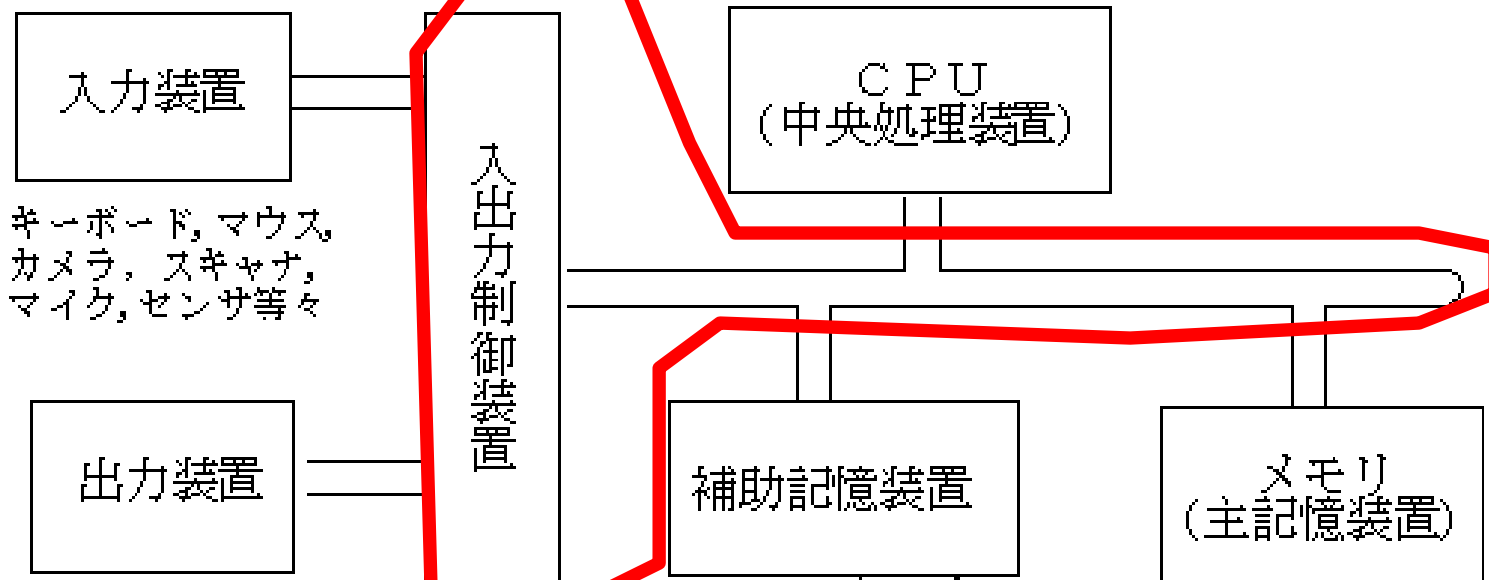 入力装置
キーボード,マウス,
カメラ，スキャナ,
マイク,センサ等々
出力装置
入出力制御装置
ＣＰＵ
(中央処理装置)
補助記憶装置
メモリ
(主記憶装置)